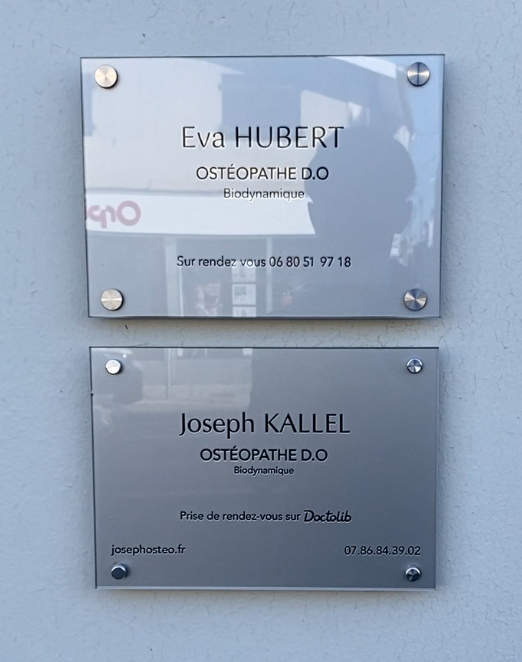 Eva HUBERT
OSTÉOPATHE D.O
Biodynamique
Sur rendez vous 06 80 51 97 18
Joseph KALLEL
OSTÉOPATHE D.O
Biodynamique
Prise de rendez-vous sur Doctolib
josephosteo.fr 07.86.84.39.02